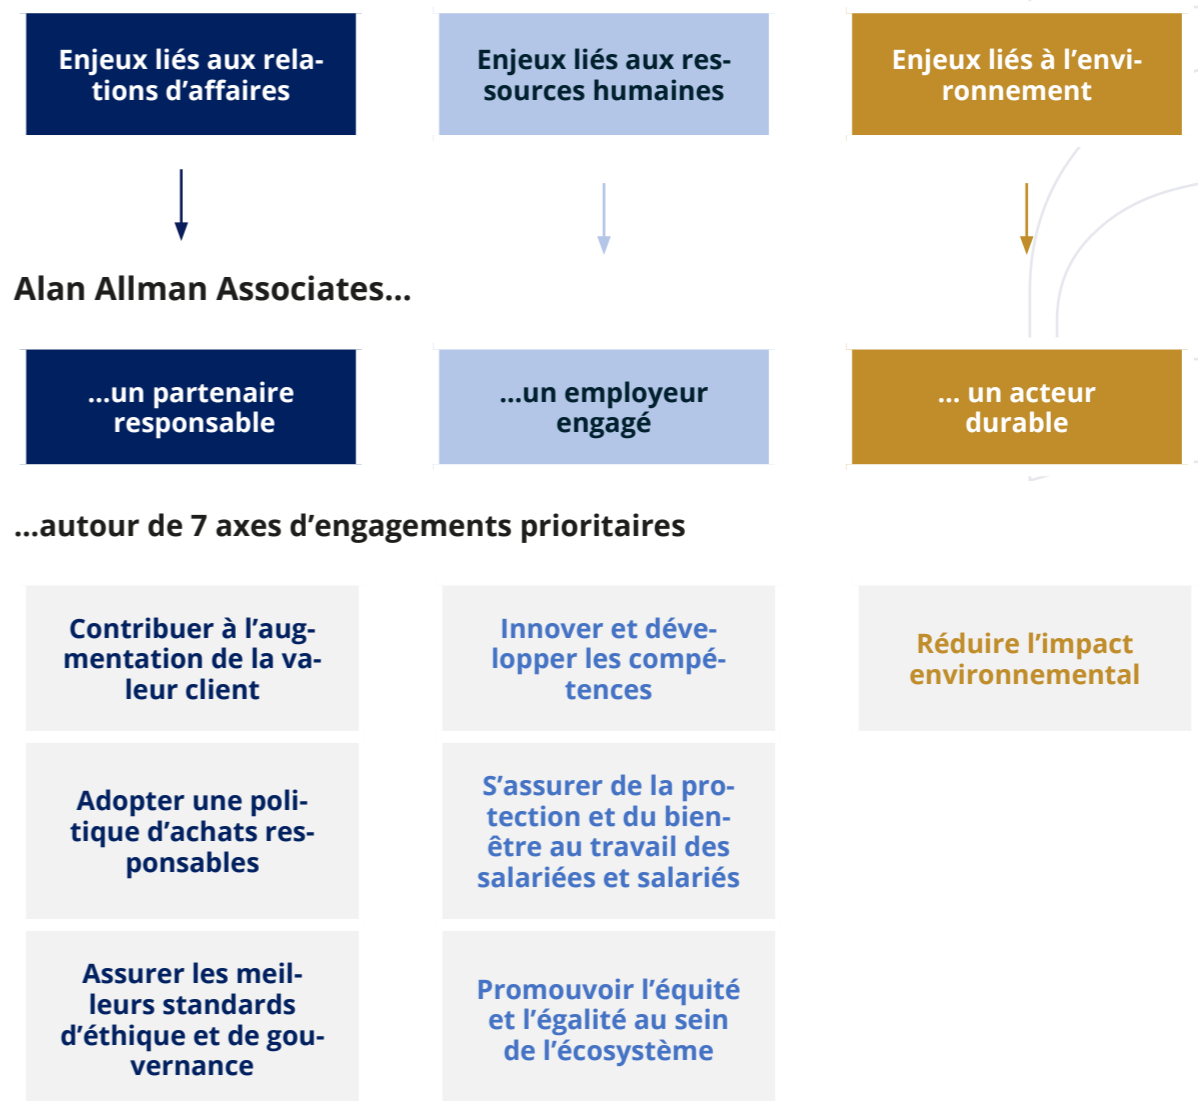 Enjeux liés aux rela-
tions d’affaires
Enjeux liés aux res-
sources humaines
Enjeux liés à l’envi-
ronnement
Alan Allman Associates...
...un partenaire
responsable
...un employeur
engagé
... un acteur
durable
...autour de 7 axes d’engagements prioritaires
Contribuer à l’aug-
mentation de la va-
leur client
Innover et déve-
lopper les compé-
tences
Réduire l’impact
environnemental
Adopter une poli-
tique d’achats res-
ponsables
S’assurer de la pro-
tection et du bien-
être au travail des
salariées et salariés
Assurer les meil-
leurs standards
d’éthique et de gou-
vernance
Promouvoir l’équité
et l’égalité au sein
de l’écosystème